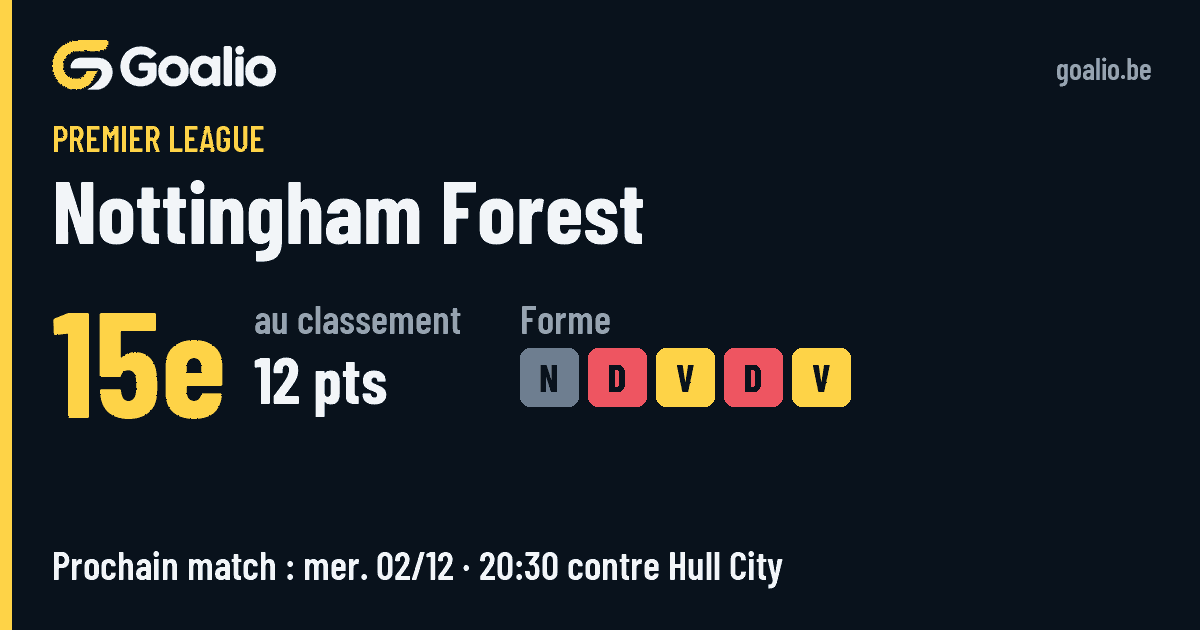 Goalio
goalio.be
PREMIER LEAGUE
Nottingham Forest
15e
au classement
12 pts
Forme
N D V D V
Prochain match : mer. 02/12 · 20:30 contre Hull City